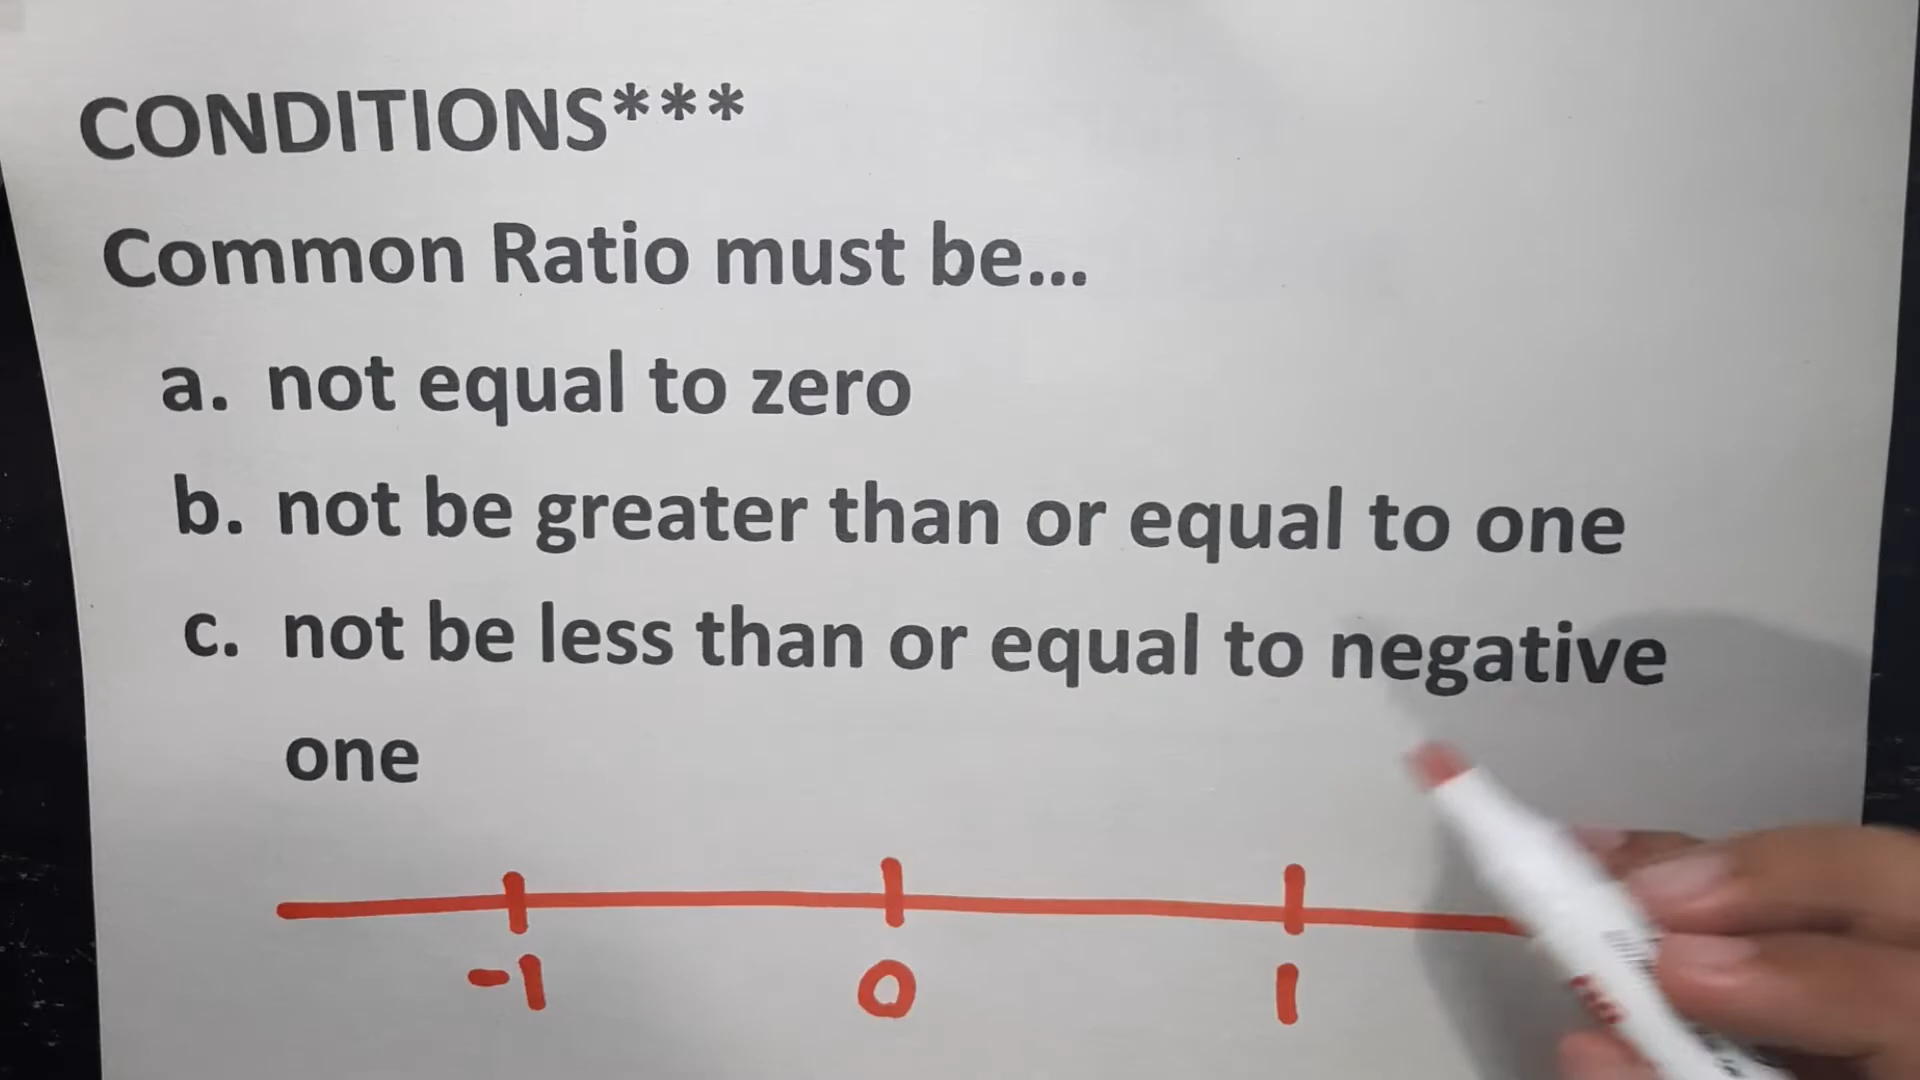 CONDITIONS***
Common Ratio must be...
a. not equal to zero
b. not be greater than or equal to one
c. not be less than or equal to negative
one
-1 0 1